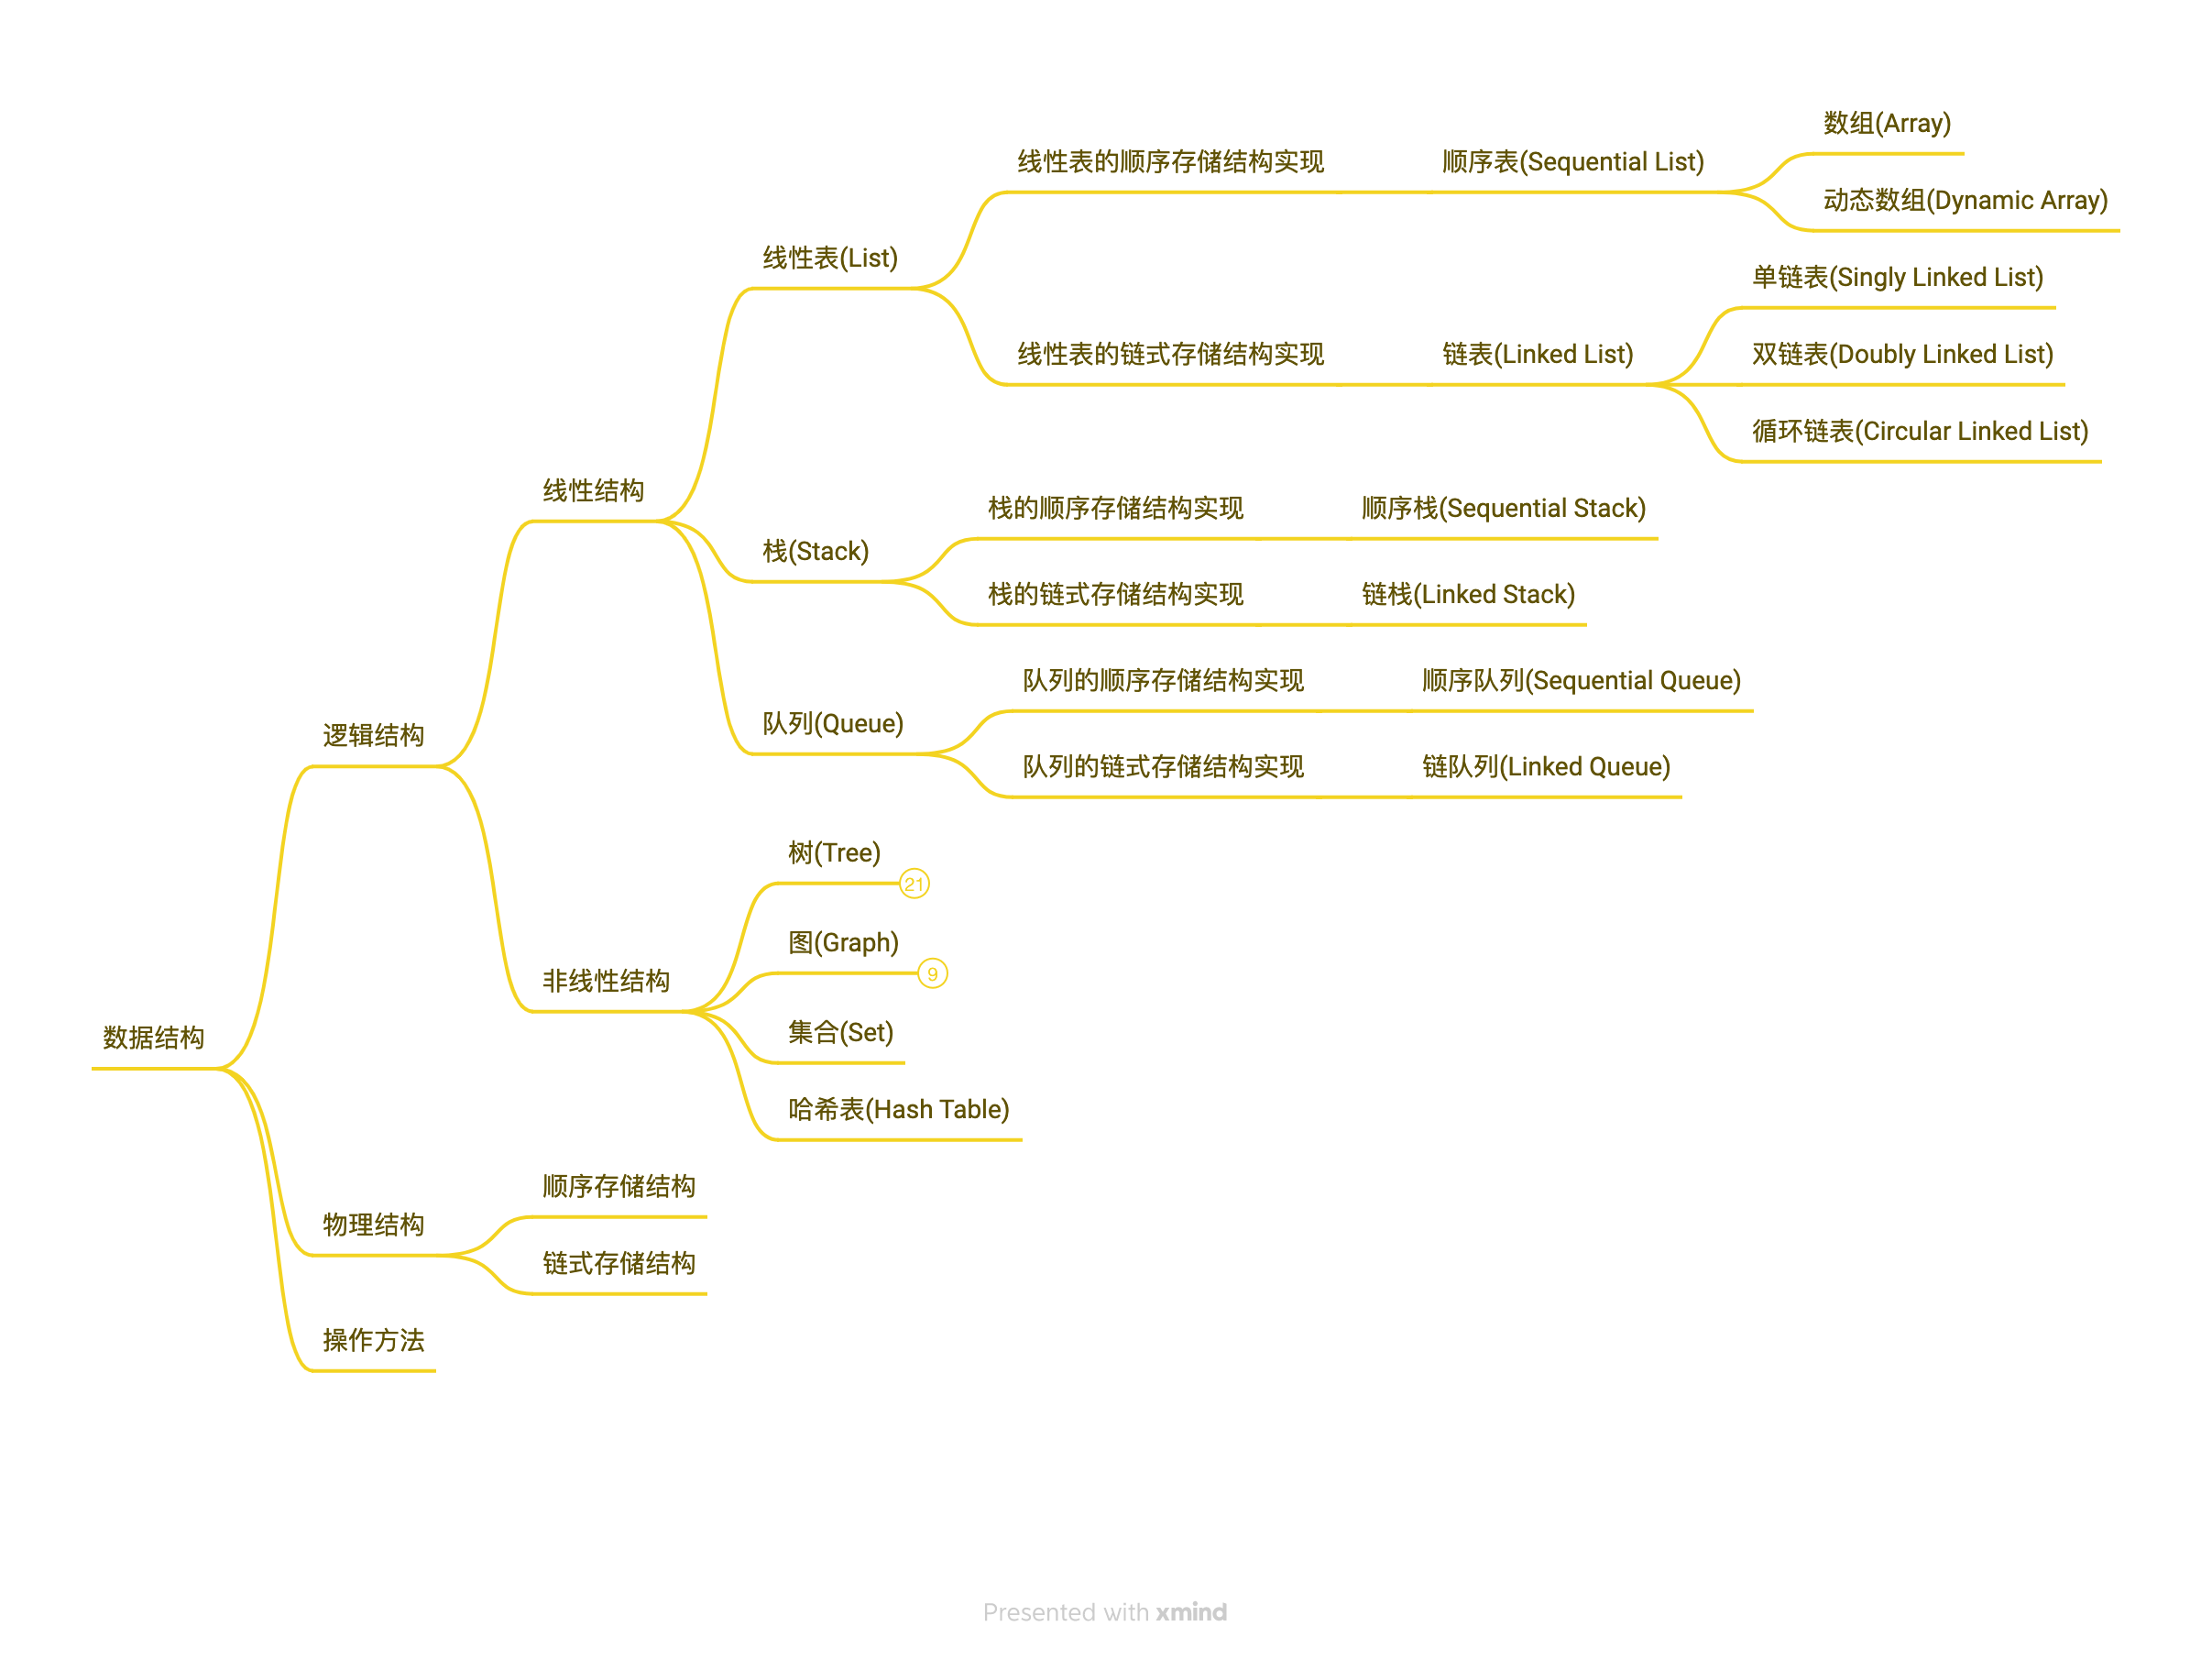 数组(Array)
线性表的顺序存储结构实现
顺序表(Sequential List)
动态数组(Dynamic Array)
线性表(List)
单链表(Singly Linked List)
线性表的链式存储结构实现
链表(Linked List)
双链表(Doubly Linked List)
循环链表(Circular Linked List)
线性结构
栈的顺序存储结构实现
顺序栈(Sequential Stack)
栈(Stack)
栈的链式存储结构实现
链栈(Linked Stack)
队列的顺序存储结构实现
顺序队列(Sequential Queue)
队列(Queue)
逻辑结构
队列的链式存储结构实现
链队列(Linked Queue)
树(Tree)
21
图(Graph)
9
非线性结构
集合(Set)
数据结构
哈希表(Hash Table)
顺序存储结构
物理结构
链式存储结构
操作方法
Presented with xmind